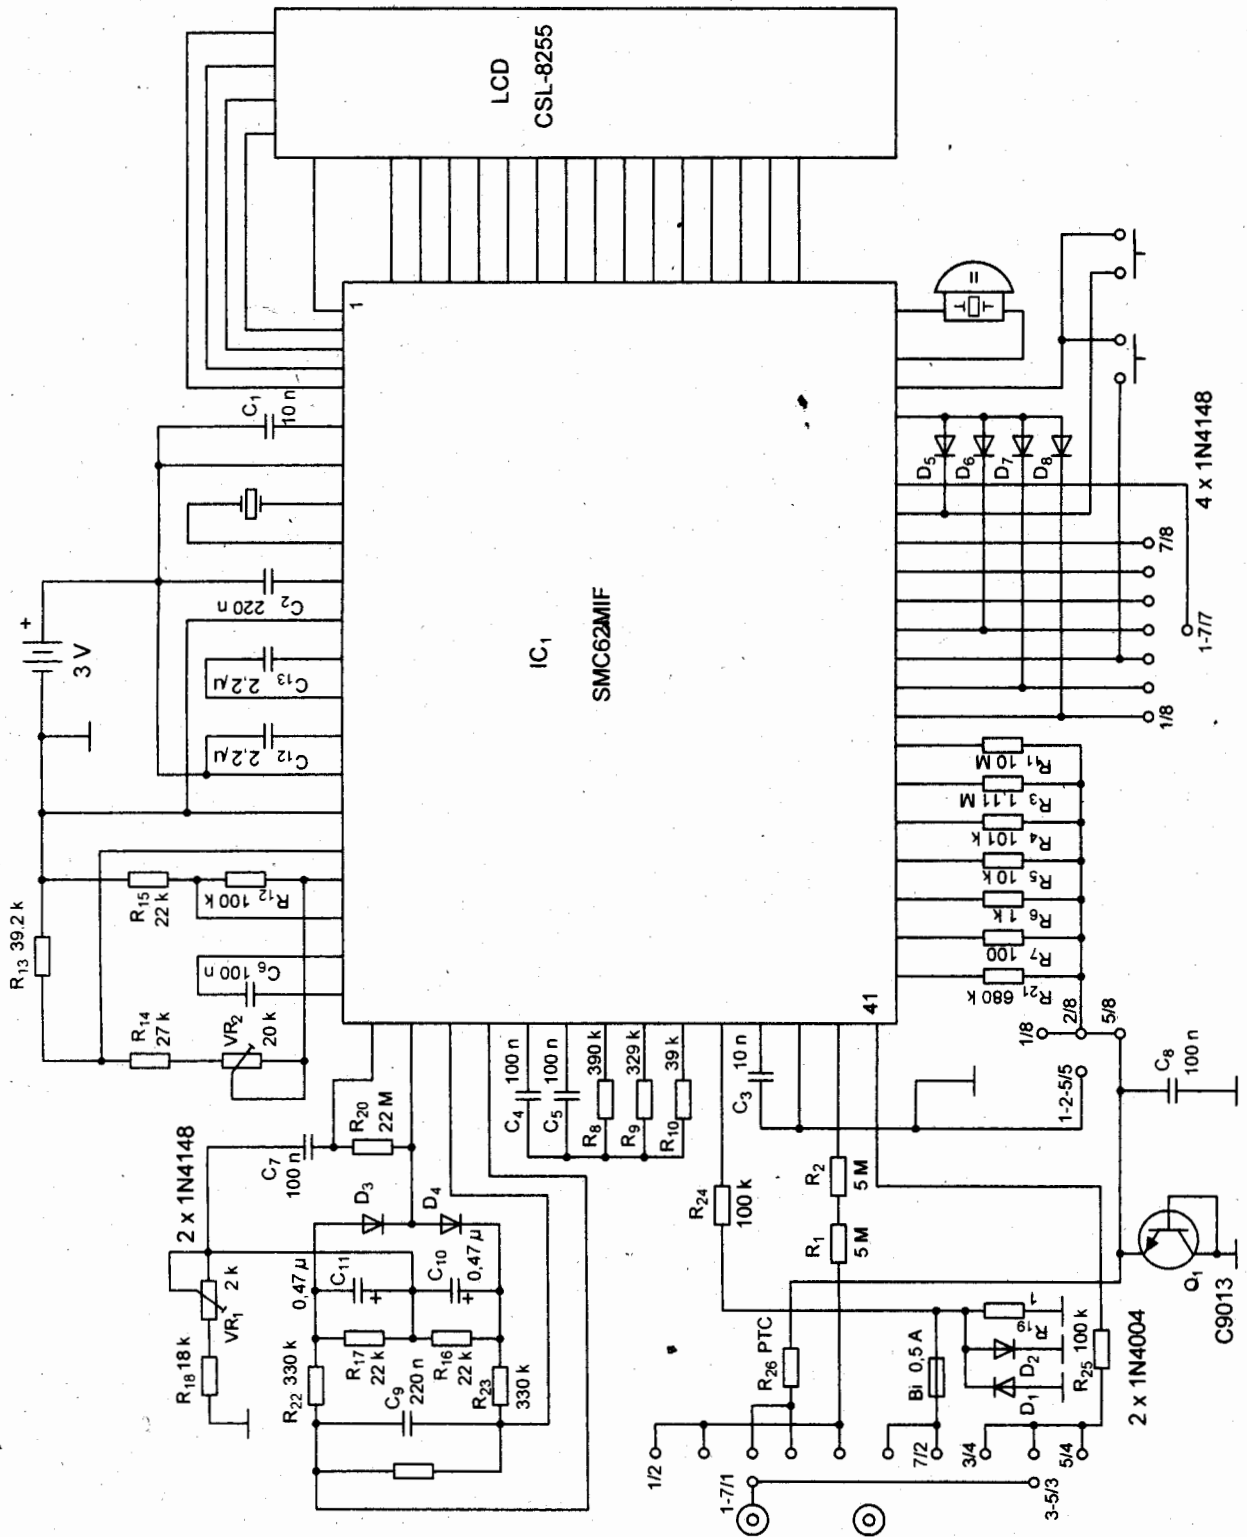 LCD
CSL-8255
1
C1
10 n
+
3 V
C2
220 n
C13
2,2 µ
C12
2,2 µ
IC1
SMC62MIF
D5
D6
D7
D8
4 x 1N4148
7/8
1-7/7
1/8
R13 39.2 k
R15
22 k
R12
100 k
C6
100 n
R14
27 k
VR2
20 k
R11
10 M
R3
1,11 M
R4
101 k
R5
10 k
R6
1 k
R7
100
R21
680 k
41
1/8
2/8
5/8
1-2-5/5
C8
100 n
2 x 1N4148
C7
100 n
R20
22 M
C4
100 n
C5
100 n
R8
390 k
R9
329 k
R10
39 k
C3
10 n
D3
D4
0,47 µ
C11
+
C10
+
0,47 µ
2 k
VR1
R18 18 k
R22 330 k
R17
22 k
R16
22 k
C9
220 n
R23
330 k
R24
100 k
R1
5 M
R2
5 M
R26 PTC
Bi 0,5 A
R19
1
D2
D1
R25
100 k
2 x 1N4004
Q1
C9013
1/2
1-7/1
7/2
3/4
5/4
3-5/3